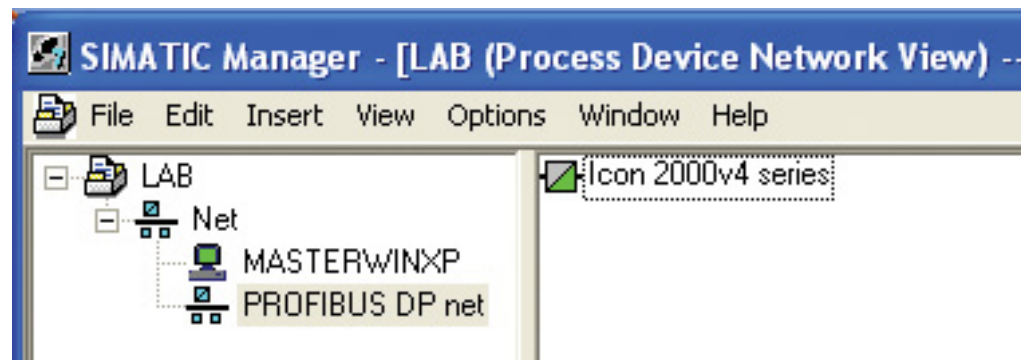 SIMATIC Manager - [LAB (Process Device Network View) --
File Edit Insert View Options Window Help
LAB
Net
MASTERWINXP
PROFIBUS DP net
Icon 2000v4 series